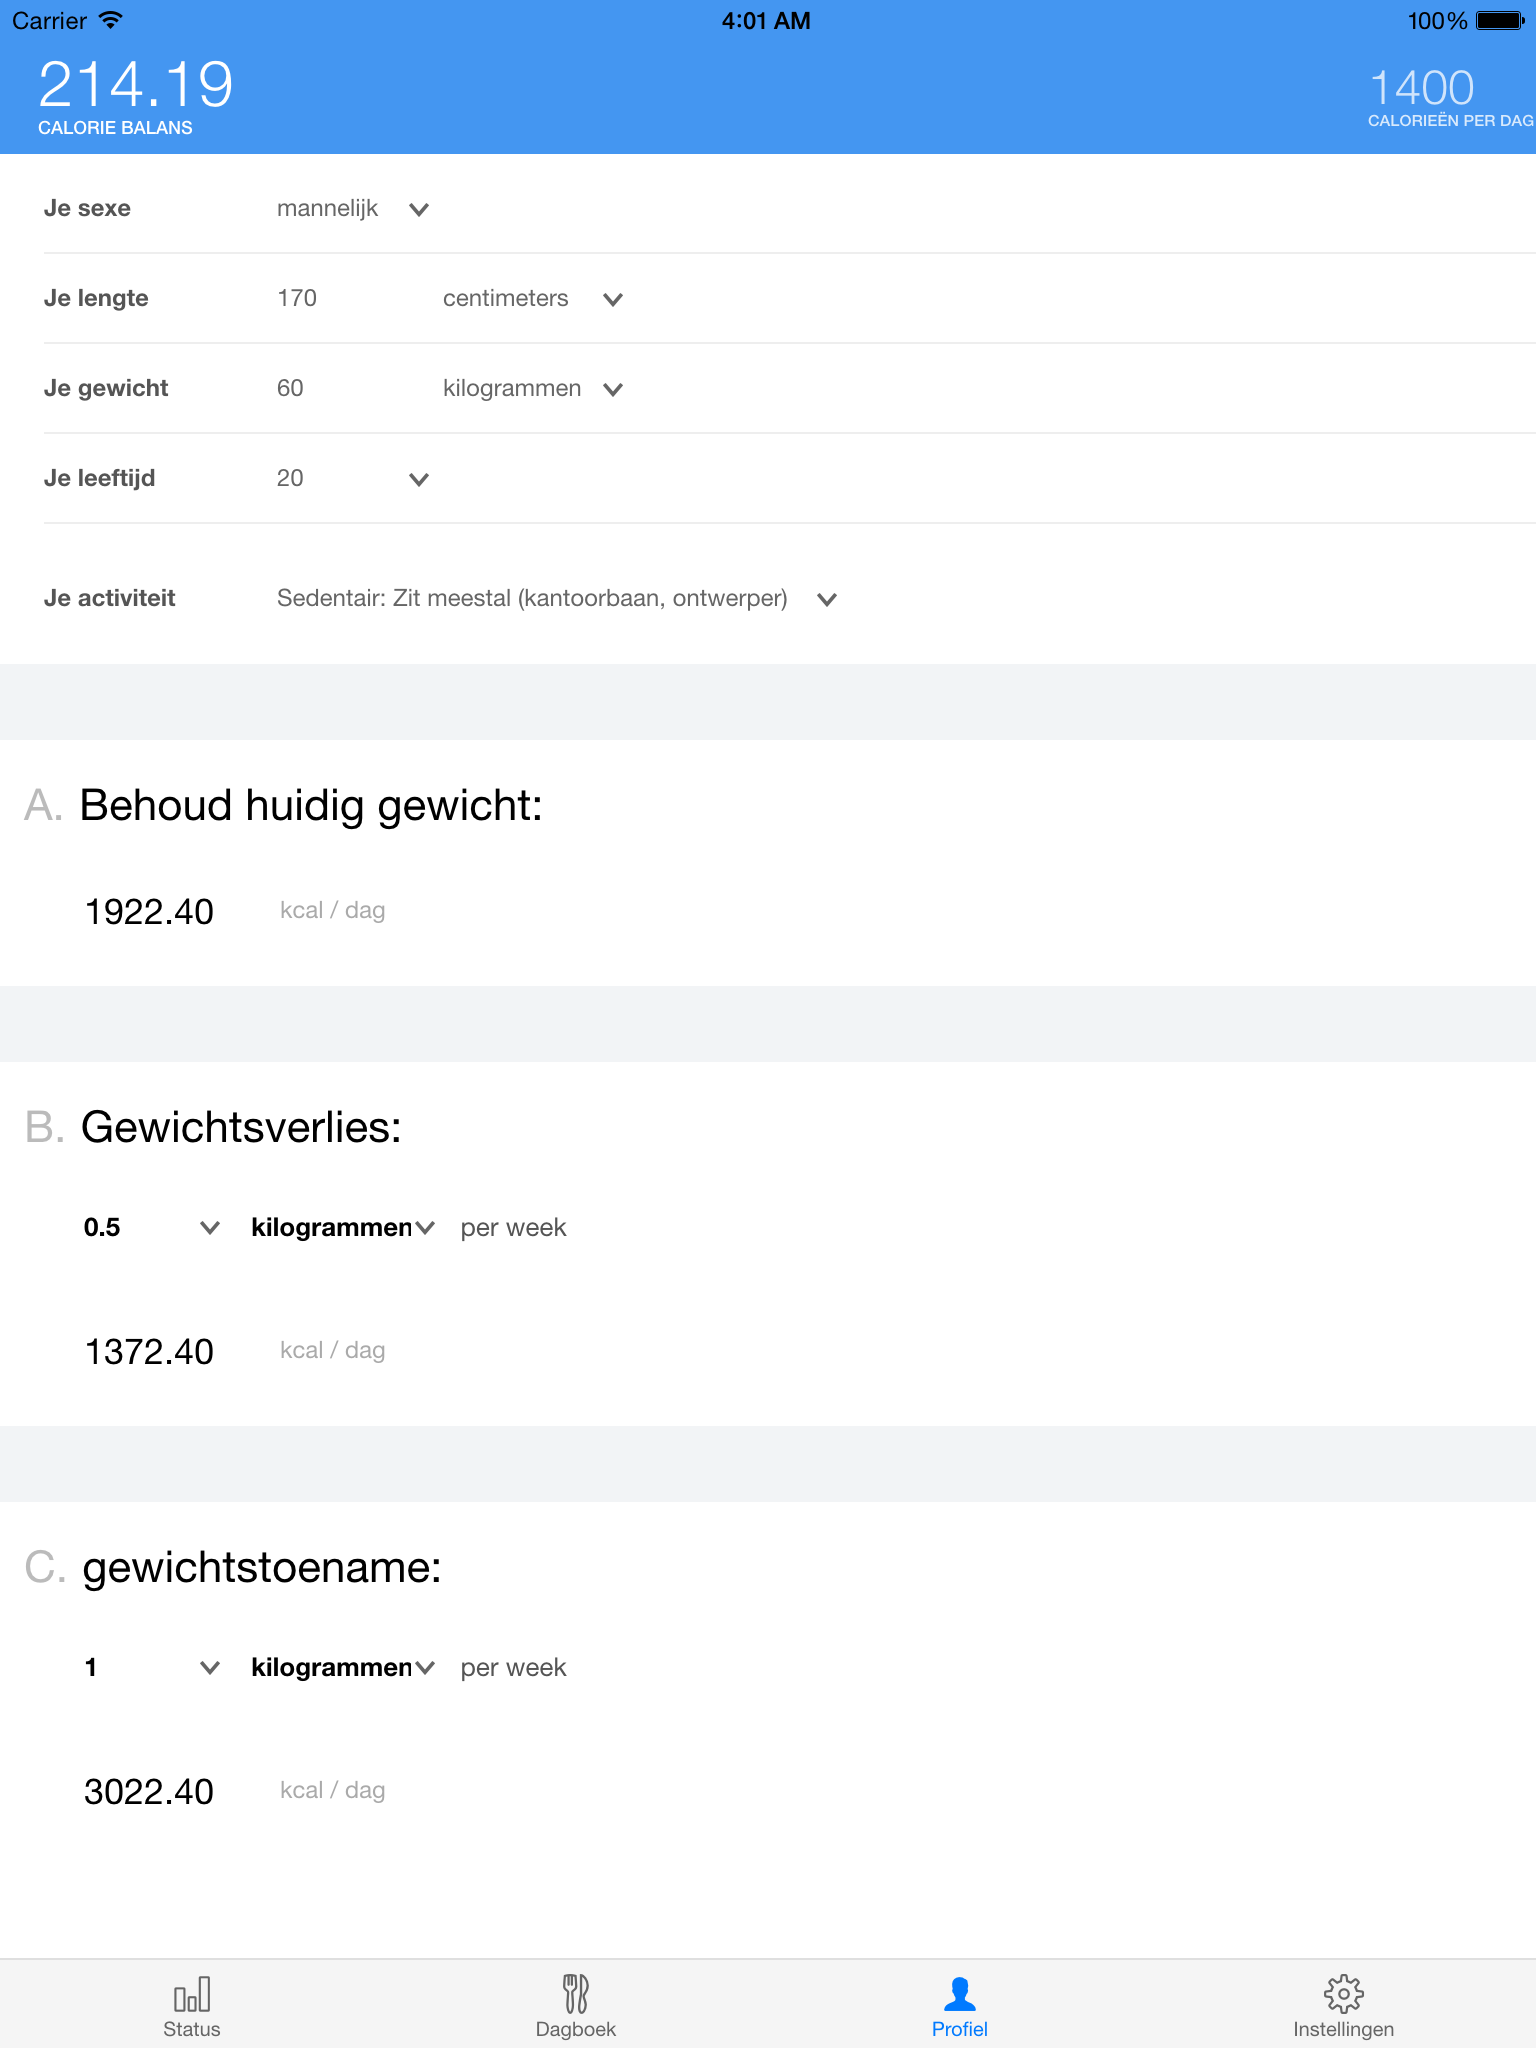 Carrier 4:01 AM 100%
214.19 1400
CALORIE BALANS CALORIEËN PER DAG
Je sexe mannelijk
Je lengte 170 centimeters
Je gewicht 60 kilogrammen
Je leeftijd 20
Je activiteit Sedentair: Zit meestal (kantoorbaan, ontwerper)
A. Behoud huidig gewicht:
1922.40 kcal / dag
B. Gewichtsverlies:
0.5 kilogrammen per week
1372.40 kcal / dag
C. gewichtstoename:
1 kilogrammen per week
3022.40 kcal / dag
Status Dagboek Profiel Instellingen